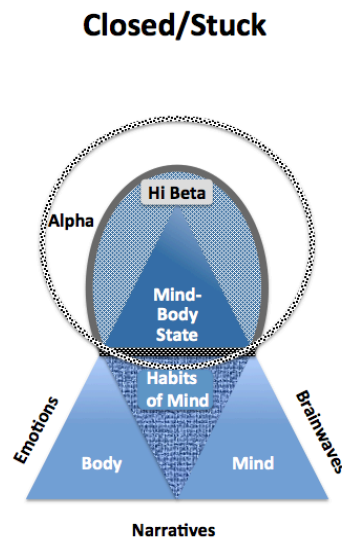 Closed/Stuck
Hi Beta
Alpha
Mind-
Body
State
Habits
of Mind
Emotions
Brainwaves
Body
Mind
Narratives